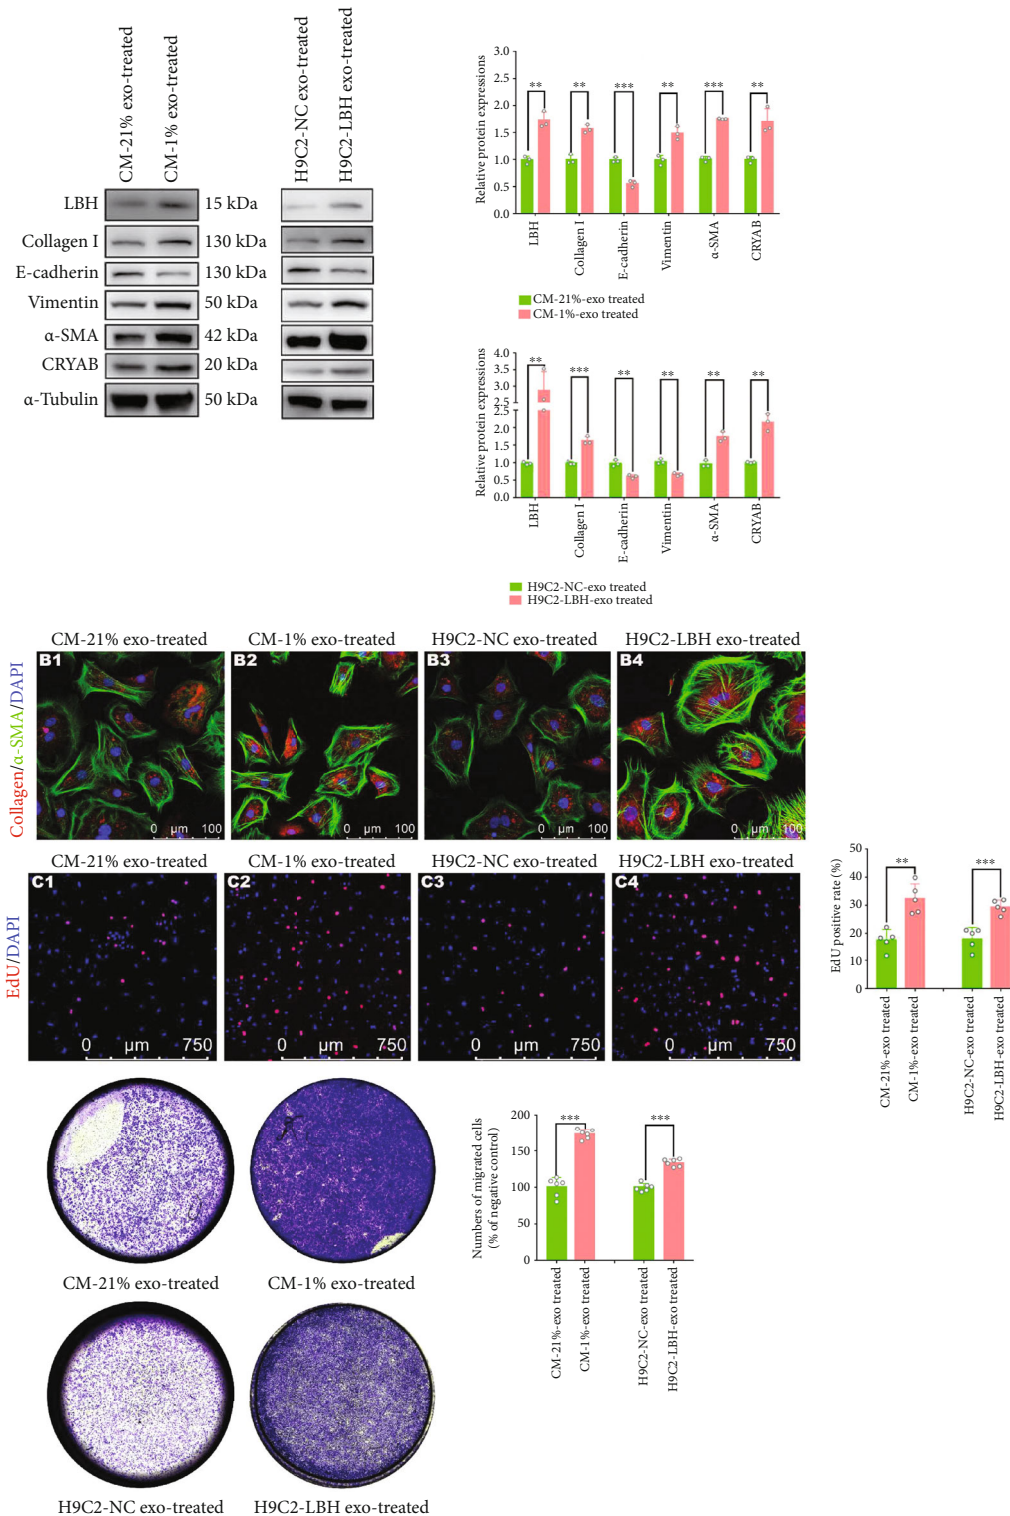 CM-21% exo-treated
CM-1% exo-treated
H9C2-NC exo-treated
H9C2-LBH exo-treated
LBH 15 kDa
Collagen I 130 kDa
E-cadherin 130 kDa
Vimentin 50 kDa
α-SMA 42 kDa
CRYAB 20 kDa
α-Tubulin 50 kDa
Relative protein expressions
3.0
2.5
2.0
1.5
1.0
0.5
0.0
** ** *** ** *** **
LBH
Collagen I
E-cadherin
Vimentin
α-SMA
CRYAB
CM-21%-exo treated
CM-1%-exo treated
Relative protein expressions
4.0
3.5
3.0
2.5
2.5
2.0
1.5
1.0
0.5
0.0
** *** ** ** ** **
LBH
Collagen I
E-cadherin
Vimentin
α-SMA
CRYAB
H9C2-NC-exo treated
H9C2-LBH-exo treated
CM-21% exo-treated CM-1% exo-treated H9C2-NC exo-treated H9C2-LBH exo-treated
Collagen/α-SMA/DAPI
B1 B2 B3 B4
0 µm 100 0 µm 100 0 µm 100 0 µm 100
CM-21% exo-treated CM-1% exo-treated H9C2-NC exo-treated H9C2-LBH exo-treated
EdU/DAPI
C1 C2 C3 C4
0 µm 750 0 µm 750 0 µm 750 0 µm 750
EdU positive rate (%)
50
40
30
20
10
0
** ***
CM-21%-exo treated
CM-1%-exo treated
H9C2-NC-exo treated
H9C2-LBH-exo treated
CM-21% exo-treated CM-1% exo-treated
H9C2-NC exo-treated H9C2-LBH exo-treated
Numbers of migrated cells
(% of negative control)
200
150
100
50
0
*** ***
CM-21%-exo treated
CM-1%-exo treated
H9C2-NC-exo treated
H9C2-LBH-exo treated